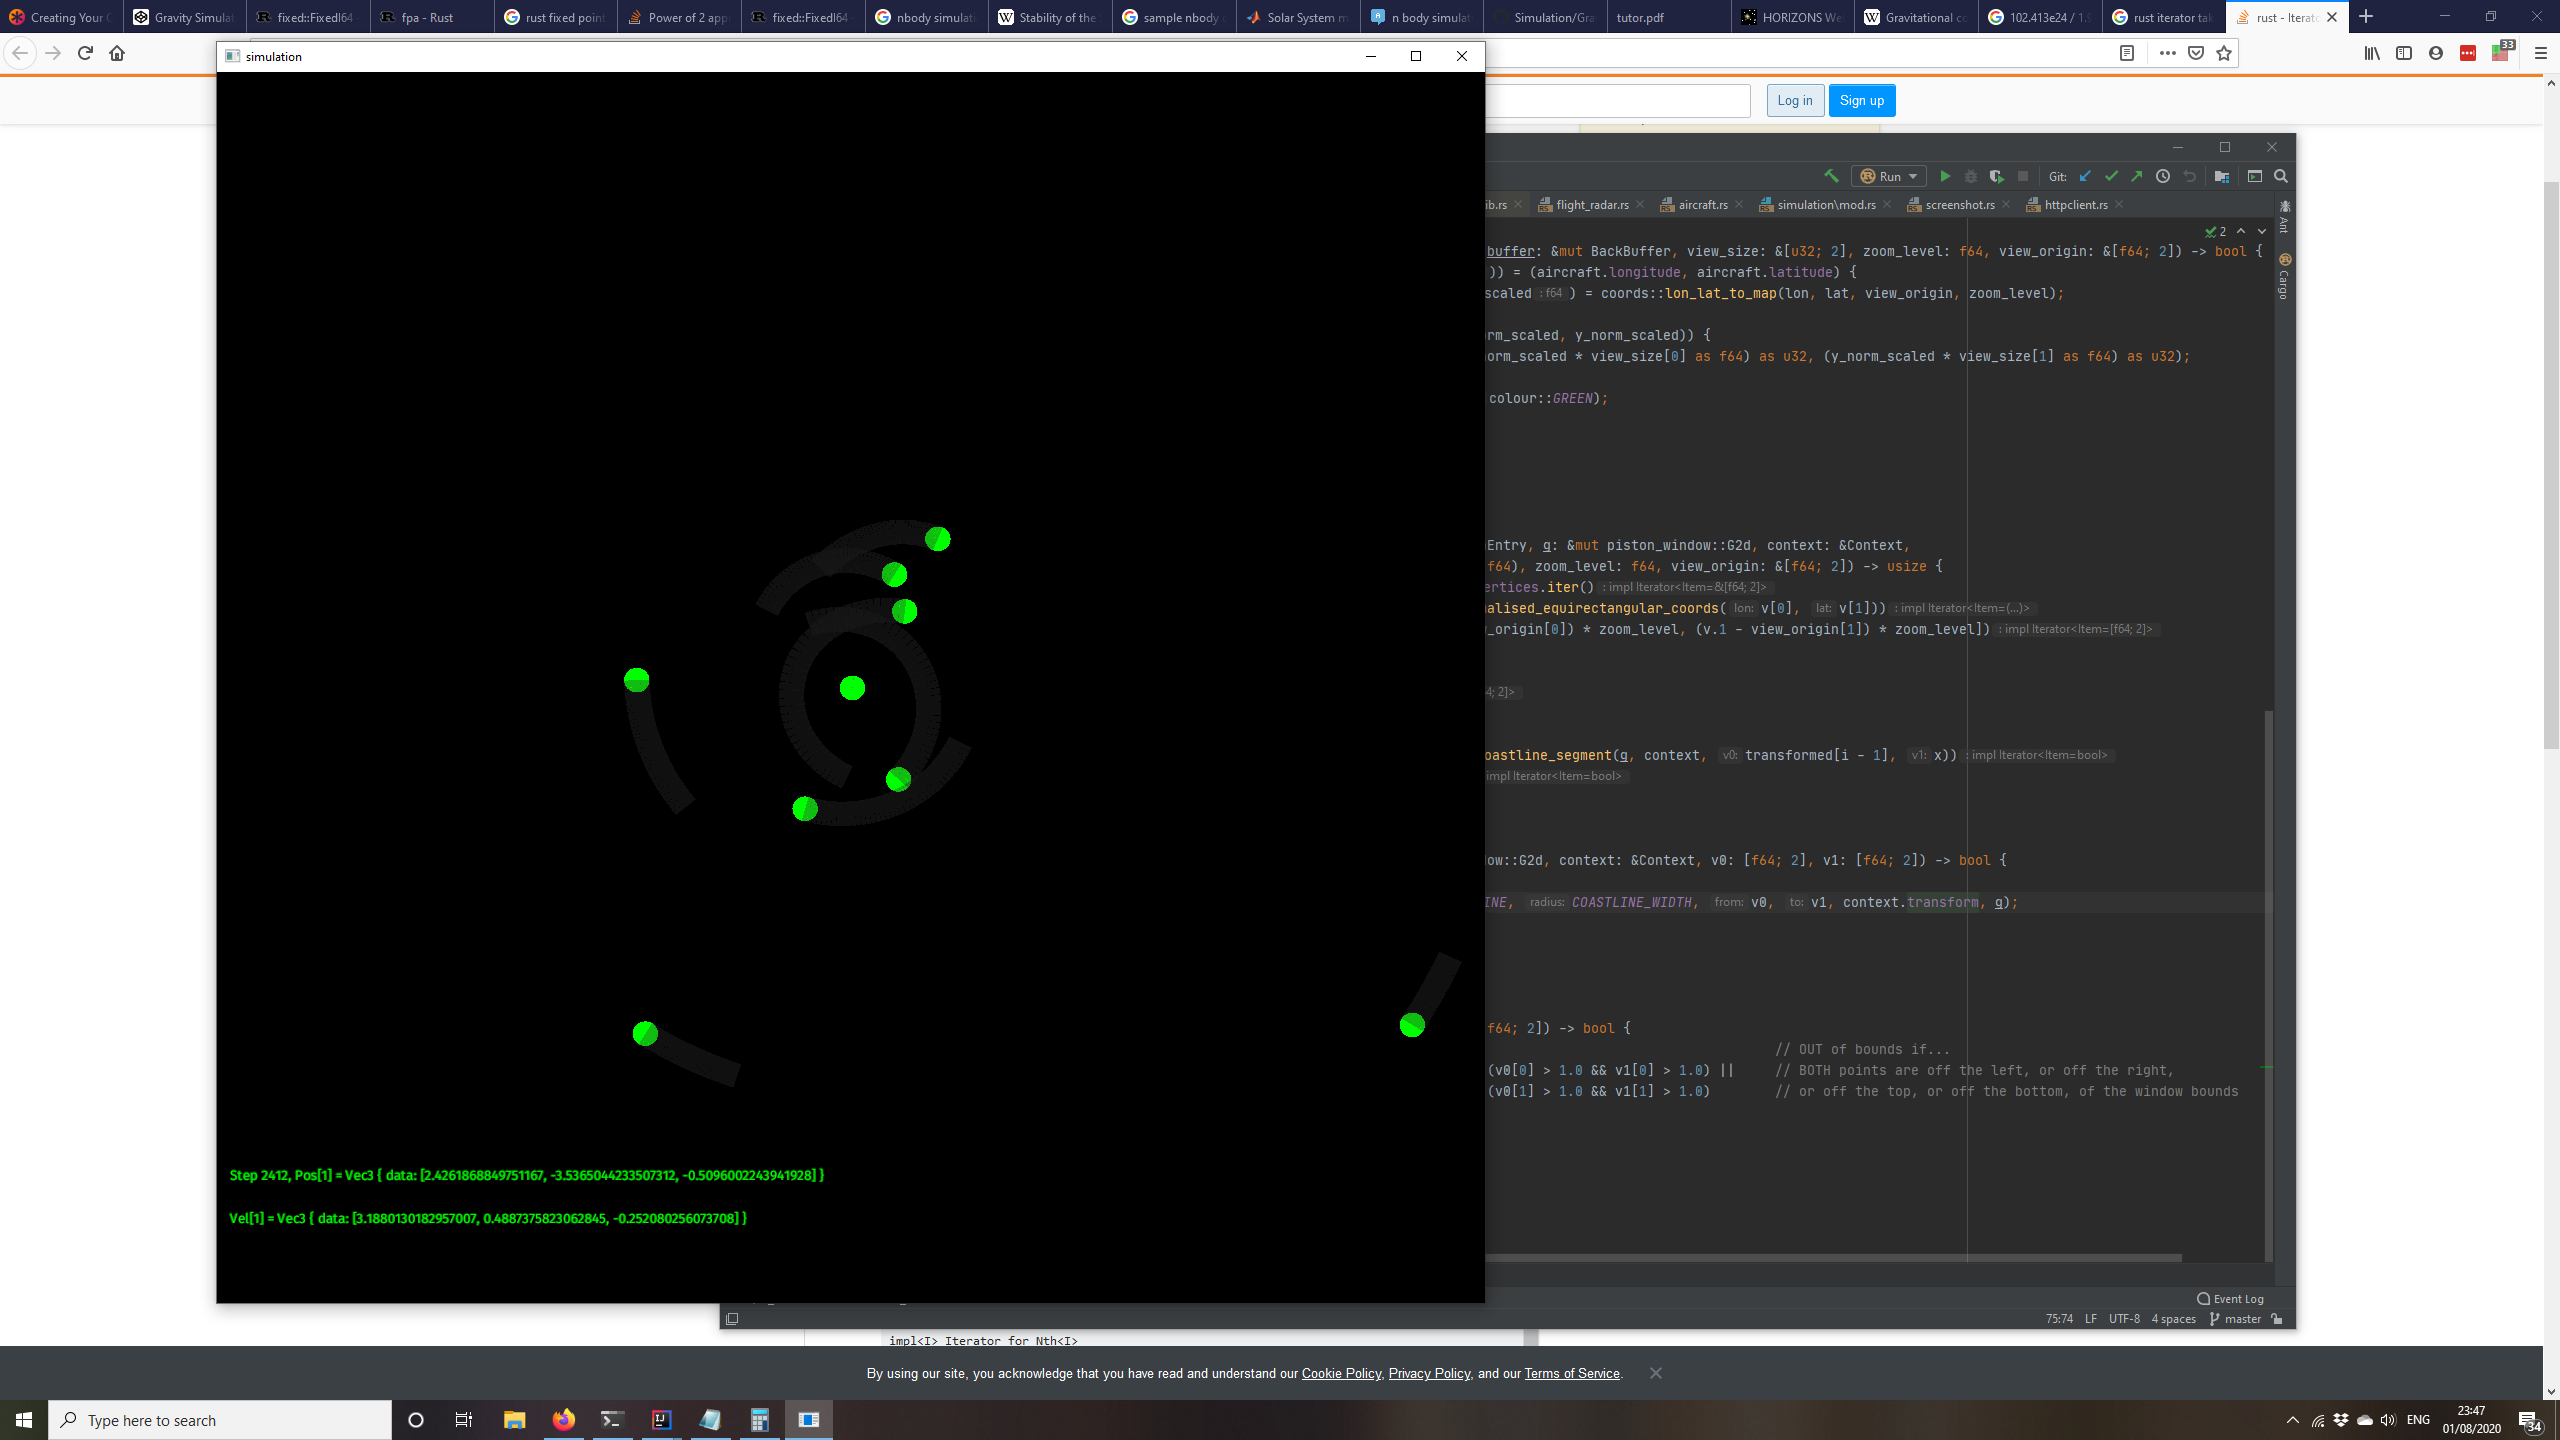 Creating Your O
Gravity Simulat
fixed::FixedI64 -
fpa - Rust
rust fixed point
Power of 2 appr
fixed::FixedI64 -
nbody simulatio
Stability of the S
sample nbody c
Solar System m
n body simulat
Simulation/Gra
tutor.pdf
HORIZONS We
Gravitational co
102.413e24 / 1.9
rust iterator tak
rust - Iterato
33
simulation
Log in
Sign up
Run
Git:
ib.rs
flight_radar.rs
aircraft.rs
simulation\mod.rs
screenshot.rs
httpclient.rs
Ant
Cargo
2
buffer: &mut BackBuffer, view_size: &[u32; 2], zoom_level: f64, view_origin: &[f64; 2]) -> bool {
)) = (aircraft.longitude, aircraft.latitude) {
scaled : f64 ) = coords::lon_lat_to_map(lon, lat, view_origin, zoom_level);
rm_scaled, y_norm_scaled)) {
orm_scaled * view_size[0] as f64) as u32, (y_norm_scaled * view_size[1] as f64) as u32);
colour::GREEN);
Entry, g: &mut piston_window::G2d, context: &Context,
f64), zoom_level: f64, view_origin: &[f64; 2]) -> usize {
ertices.iter() : impl Iterator<Item=&[f64; 2]>
alised_equirectangular_coords( lon: v[0], lat: v[1])) : impl Iterator<Item=(...)>
w_origin[0]) * zoom_level, (v.1 - view_origin[1]) * zoom_level]) : impl Iterator<Item=[f64; 2]>
4; 2]>
oastline_segment(g, context, v0: transformed[i - 1], v1: x)) : impl Iterator<Item=bool>
impl Iterator<Item=bool>
ow::G2d, context: &Context, v0: [f64; 2], v1: [f64; 2]) -> bool {
INE, radius: COASTLINE_WIDTH, from: v0, to: v1, context.transform, g);
f64; 2]) -> bool {
// OUT of bounds if...
(v0[0] > 1.0 && v1[0] > 1.0) || // BOTH points are off the left, or off the right,
(v0[1] > 1.0 && v1[1] > 1.0) // or off the top, or off the bottom, of the window bounds
Step 2412, Pos[1] = Vec3 { data: [2.4261868849751167, -3.5365044233507312, -0.5096002243941928] }
Vel[1] = Vec3 { data: [3.1880130182957007, 0.4887375823062845, -0.252080256073708] }
Event Log
75:74 LF UTF-8 4 spaces master
impl<I> Iterator for Nth<I>
By using our site, you acknowledge that you have read and understand our Cookie Policy, Privacy Policy, and our Terms of Service.
Type here to search
ENG
23:47
01/08/2020
34